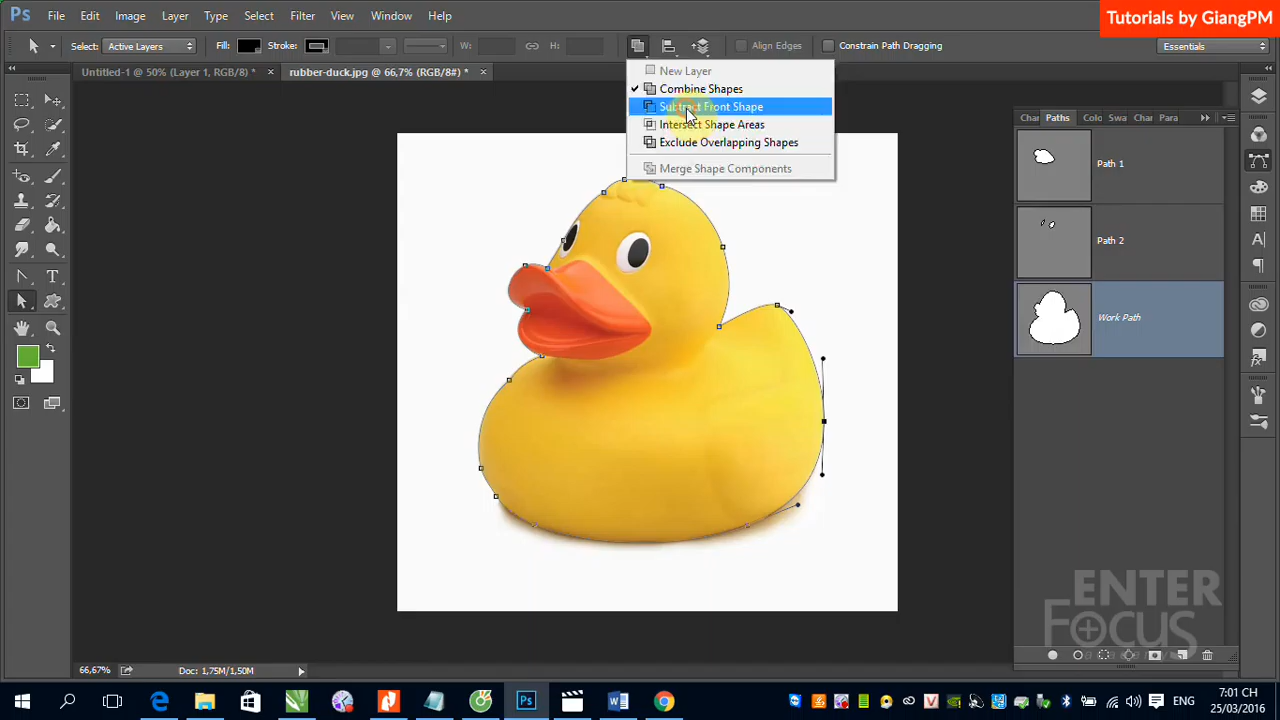 Ps File Edit Image Layer Type Select Filter View Window Help
Tutorials by GiangPM
Select: Active Layers Fill: Stroke: W: H: Align Edges Constrain Path Dragging Essentials
Untitled-1 @ 50% (Layer 1, RGB/8) * × rubber-duck.jpg @ 66,7% (RGB/8#) * ×
New Layer
Combine Shapes
Subtract Front Shape
Intersect Shape Areas
Exclude Overlapping Shapes
Merge Shape Components
Char Paths Colo Swa Char Para
Path 1
Path 2
Work Path
ENTER
FOCUS
66,67% Doc: 1,75M/1,50M
ENG
7:01 CH
25/03/2016